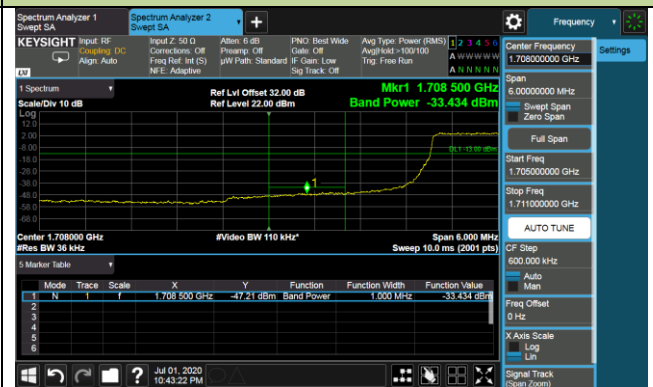 Spectrum Analyzer 1
Swept SA
Spectrum Analyzer 2
Swept SA
+
Frequency
KEYSIGHT
Input: RF
Coupling: DC
Align: Auto
Input Z: 50 Ω
Corrections: Off
Freq Ref: Int (S)
NFE: Adaptive
Atten: 6 dB
Preamp: Off
µW Path: Standard
PNO: Best Wide
Gate: Off
IF Gain: Low
Sig Track: Off
Avg Type: Power (RMS)
Avg|Hold:>100/100
Trig: Free Run
1 2 3 4 5 6
A W W W W W
A N N N N N
LXI
1 Spectrum
Scale/Div 10 dB
Ref Lvl Offset 32.00 dB
Ref Level 22.00 dBm
Mkr1 1.708 500 GHz
Band Power -33.434 dBm
Log
12.0
2.00
-8.00
-18.0
-28.0
-38.0
-48.0
-58.0
-68.0
DL1 -13.00 dBm
1
Center 1.708000 GHz
#Res BW 36 kHz
#Video BW 110 kHz*
Span 6.000 MHz
Sweep 10.0 ms (2001 pts)
5 Marker Table
Mode Trace Scale X Y Function Function Width Function Value
1 N 1 f 1.708 500 GHz -47.21 dBm Band Power 1.000 MHz -33.434 dBm
2
3
4
5
6
Jul 01, 2020
10:43:22 PM
Center Frequency
1.708000000 GHz
Settings
Span
6.00000000 MHz
Swept Span
Zero Span
Full Span
Start Freq
1.705000000 GHz
Stop Freq
1.711000000 GHz
AUTO TUNE
CF Step
600.000 kHz
Auto
Man
Freq Offset
0 Hz
X Axis Scale
Log
Lin
Signal Track
(Span Zoom)